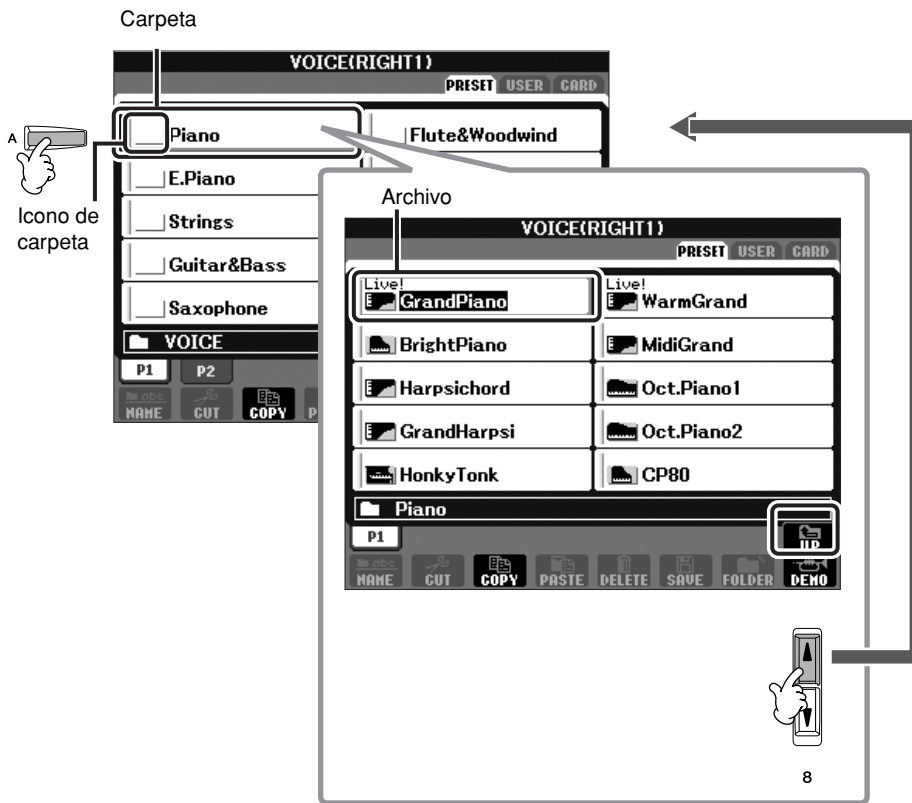 Carpeta
VOICE(RIGHT1)
PRESET USER CARD
A
Piano
Flute&Woodwind
E.Piano
Icono de
carpeta
Strings
Guitar&Bass
Saxophone
VOICE
P1 P2
NAME CUT COPY P
Archivo
VOICE(RIGHT1)
PRESET USER CARD
Live!
GrandPiano
Live!
WarmGrand
BrightPiano
MidiGrand
Harpsichord
Oct.Piano1
GrandHarpsi
Oct.Piano2
HonkyTonk
CP80
Piano
P1
UP
NAME CUT COPY PASTE DELETE SAVE FOLDER DEMO
8